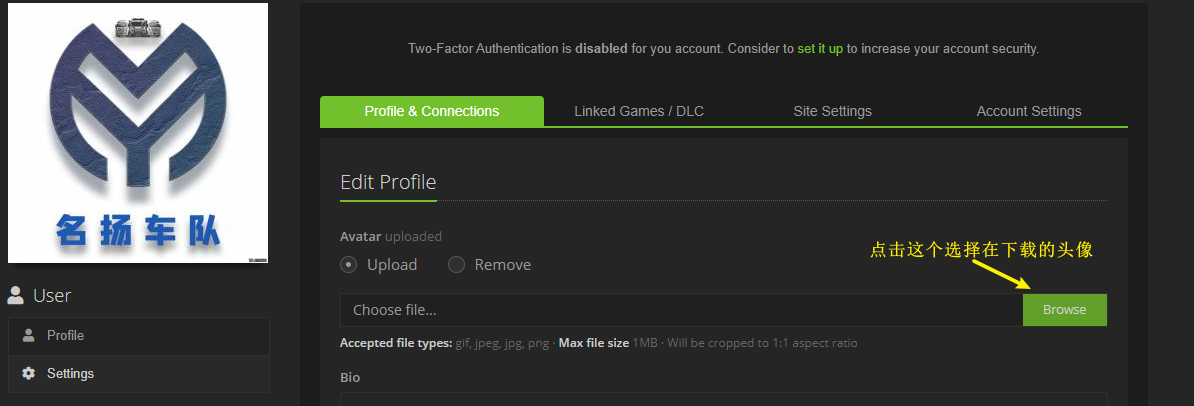 名扬车队
User
Profile
Settings
Two-Factor Authentication is disabled for you account. Consider to set it up to increase your account security.
Profile & Connections
Linked Games / DLC
Site Settings
Account Settings
Edit Profile
Avatar uploaded
Upload
Remove
点击这个选择在下载的头像
Choose file...
Browse
Accepted file types: gif, jpeg, jpg, png · Max file size 1MB · Will be cropped to 1:1 aspect ratio
Bio